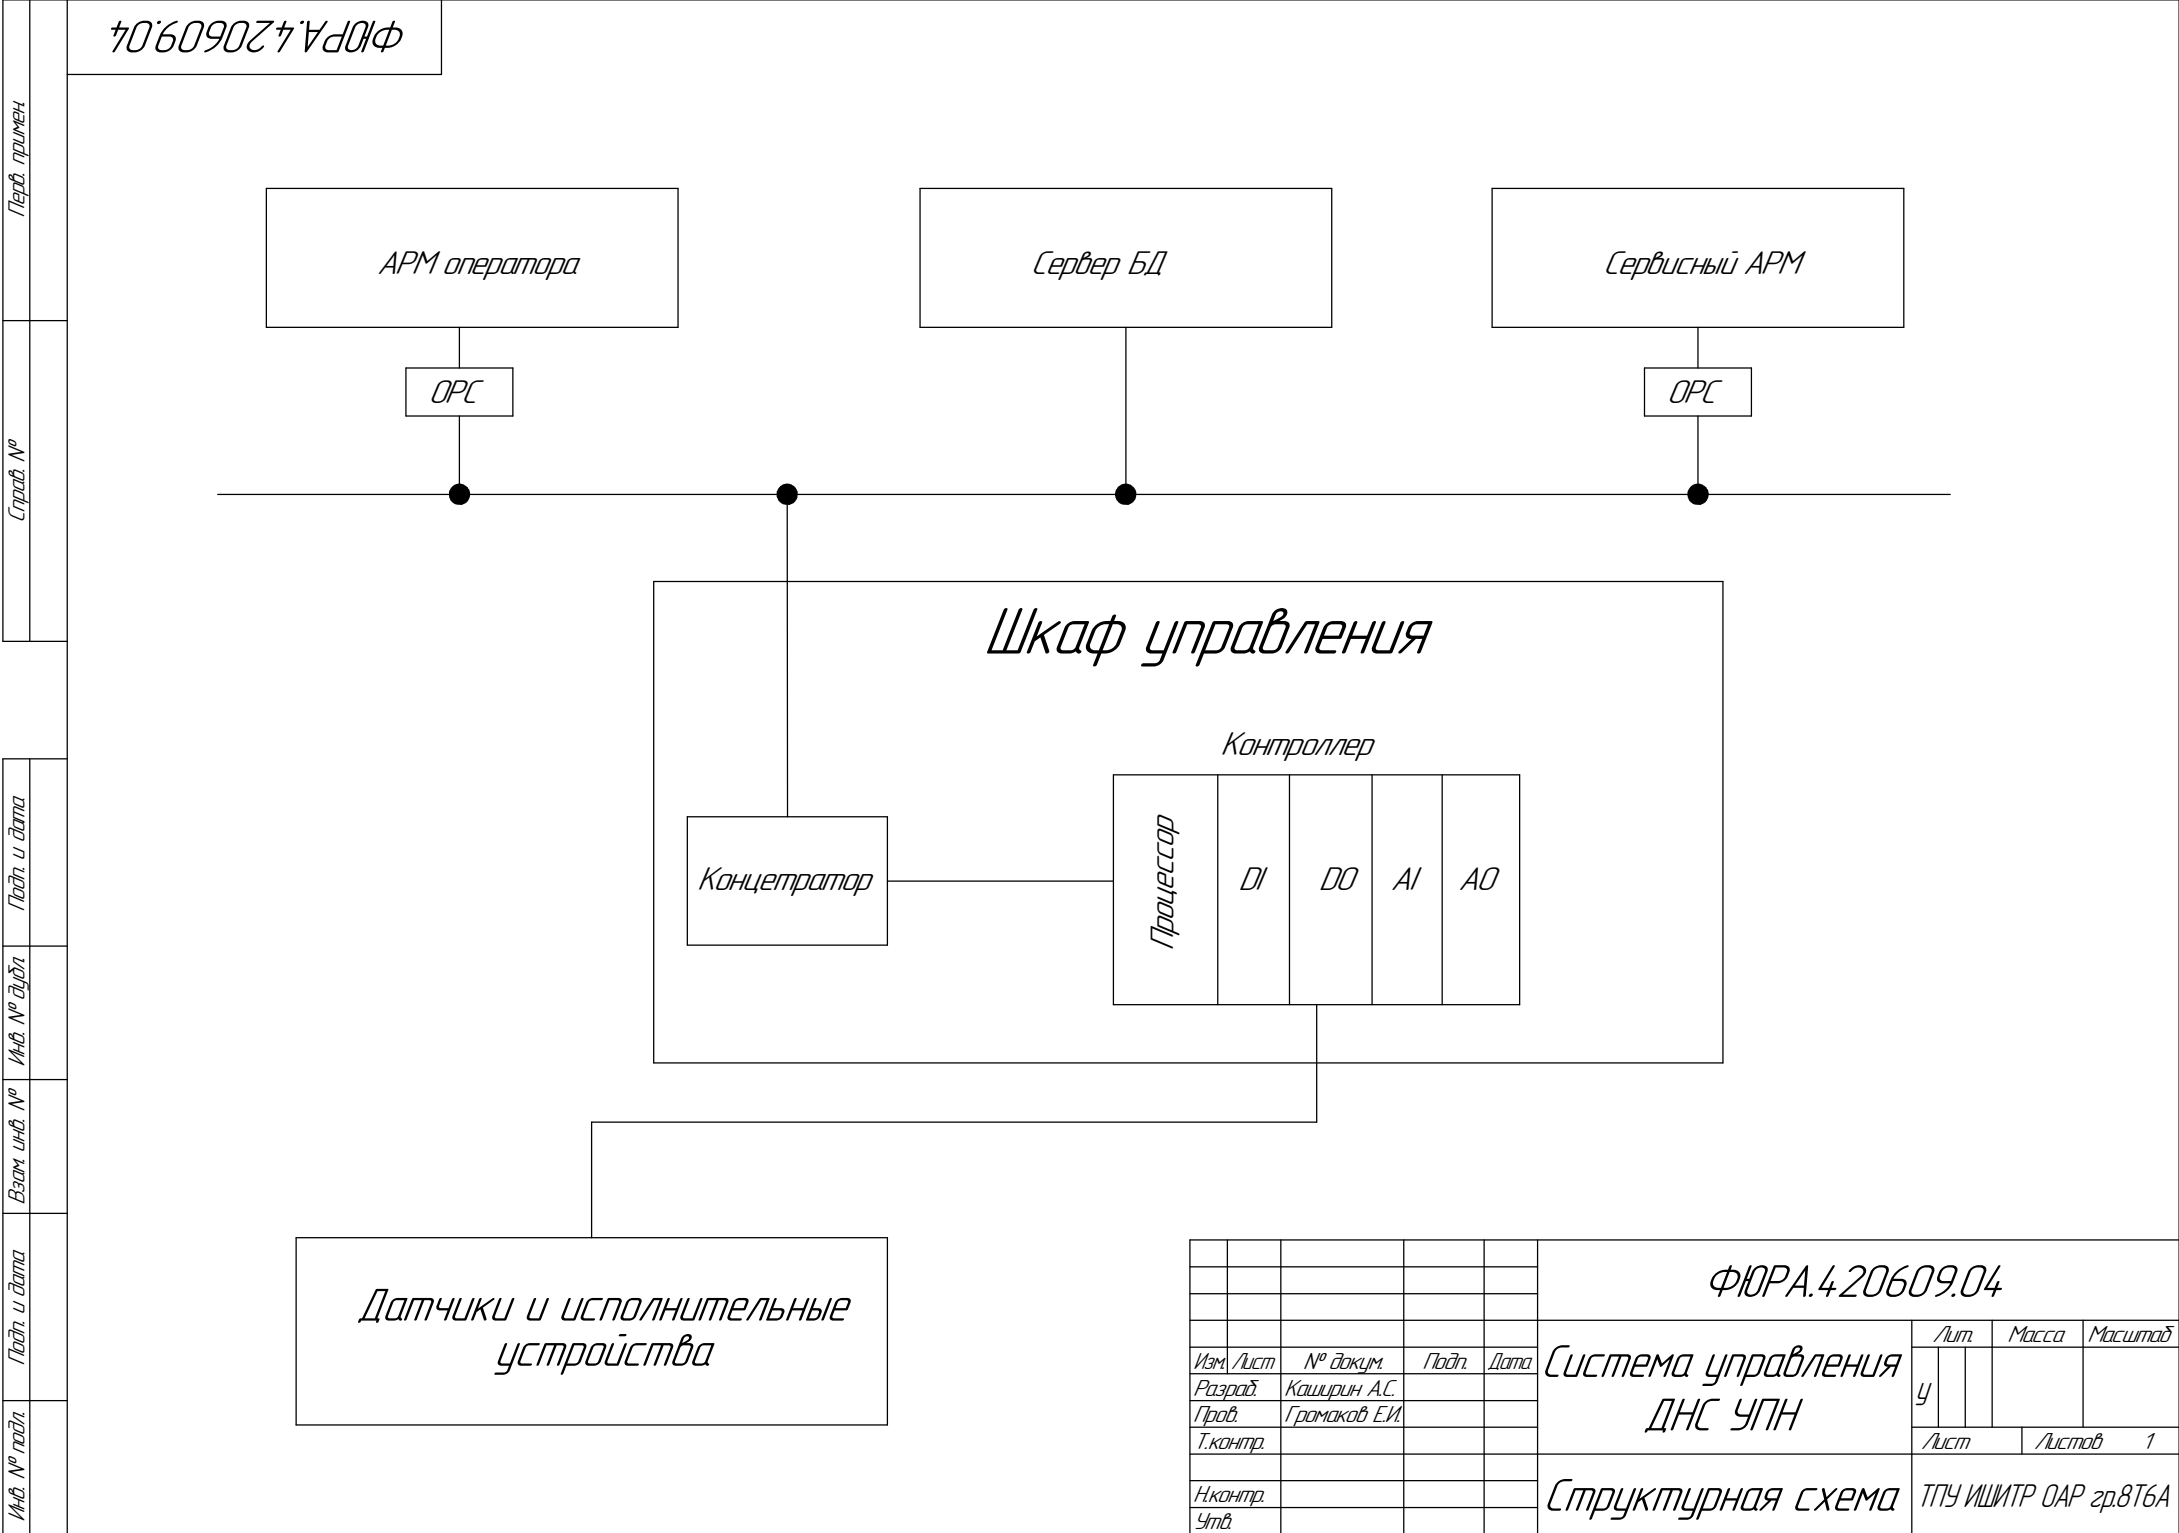 ФЮРА.420609.04
Перв. примен.
Справ. №
Подп. и дата
Инв. № дубл.
Взам. инв. №
Подп. и дата
Инв. № подл.
АРМ оператора
Сервер БД
Сервисный АРМ
OPC
OPC
Шкаф управления
Контроллер
Концетратор
Процессор
DI
DO
AI
AO
Датчики и исполнительные
устройства
ФЮРА.420609.04
Изм. Лист № докум. Подп. Дата
Разраб. Каширин А.С.
Пров. Громаков Е.И.
Т.контр.
Н.контр.
Утв.
Система управления
ДНС УПН
Лит. Масса Масштаб
У
Лист Листов 1
Структурная схема
ТПУ ИШИТР ОАР гр.8Т6А